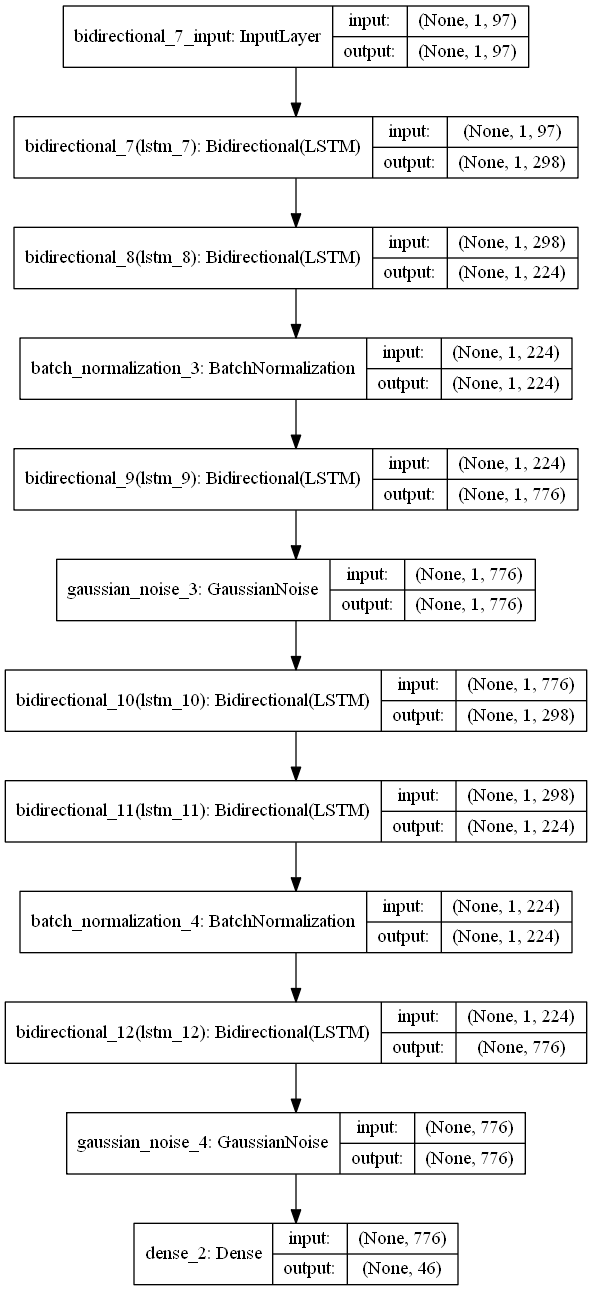 bidirectional_7_input: InputLayer
input: (None, 1, 97)
output: (None, 1, 97)
bidirectional_7(lstm_7): Bidirectional(LSTM)
input: (None, 1, 97)
output: (None, 1, 298)
bidirectional_8(lstm_8): Bidirectional(LSTM)
input: (None, 1, 298)
output: (None, 1, 224)
batch_normalization_3: BatchNormalization
input: (None, 1, 224)
output: (None, 1, 224)
bidirectional_9(lstm_9): Bidirectional(LSTM)
input: (None, 1, 224)
output: (None, 1, 776)
gaussian_noise_3: GaussianNoise
input: (None, 1, 776)
output: (None, 1, 776)
bidirectional_10(lstm_10): Bidirectional(LSTM)
input: (None, 1, 776)
output: (None, 1, 298)
bidirectional_11(lstm_11): Bidirectional(LSTM)
input: (None, 1, 298)
output: (None, 1, 224)
batch_normalization_4: BatchNormalization
input: (None, 1, 224)
output: (None, 1, 224)
bidirectional_12(lstm_12): Bidirectional(LSTM)
input: (None, 1, 224)
output: (None, 776)
gaussian_noise_4: GaussianNoise
input: (None, 776)
output: (None, 776)
dense_2: Dense
input: (None, 776)
output: (None, 46)